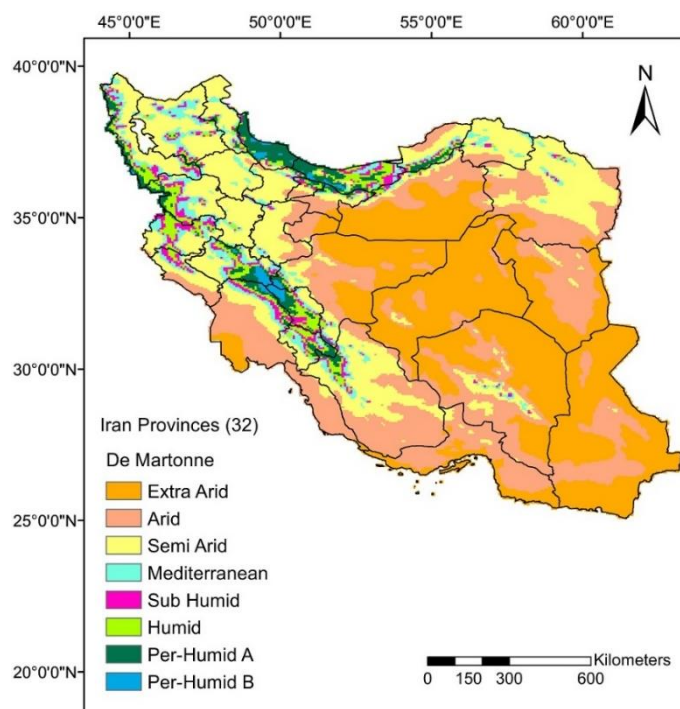 45°0'0"E 50°0'0"E 55°0'0"E 60°0'0"E
40°0'0"N
N
35°0'0"N
30°0'0"N
Iran Provinces (32)
De Martonne
Extra Arid
25°0'0"N
Arid
Semi Arid
Mediterranean
Sub Humid
Humid
Per-Humid A
20°0'0"N
Per-Humid B
Kilometers
0 150 300 600